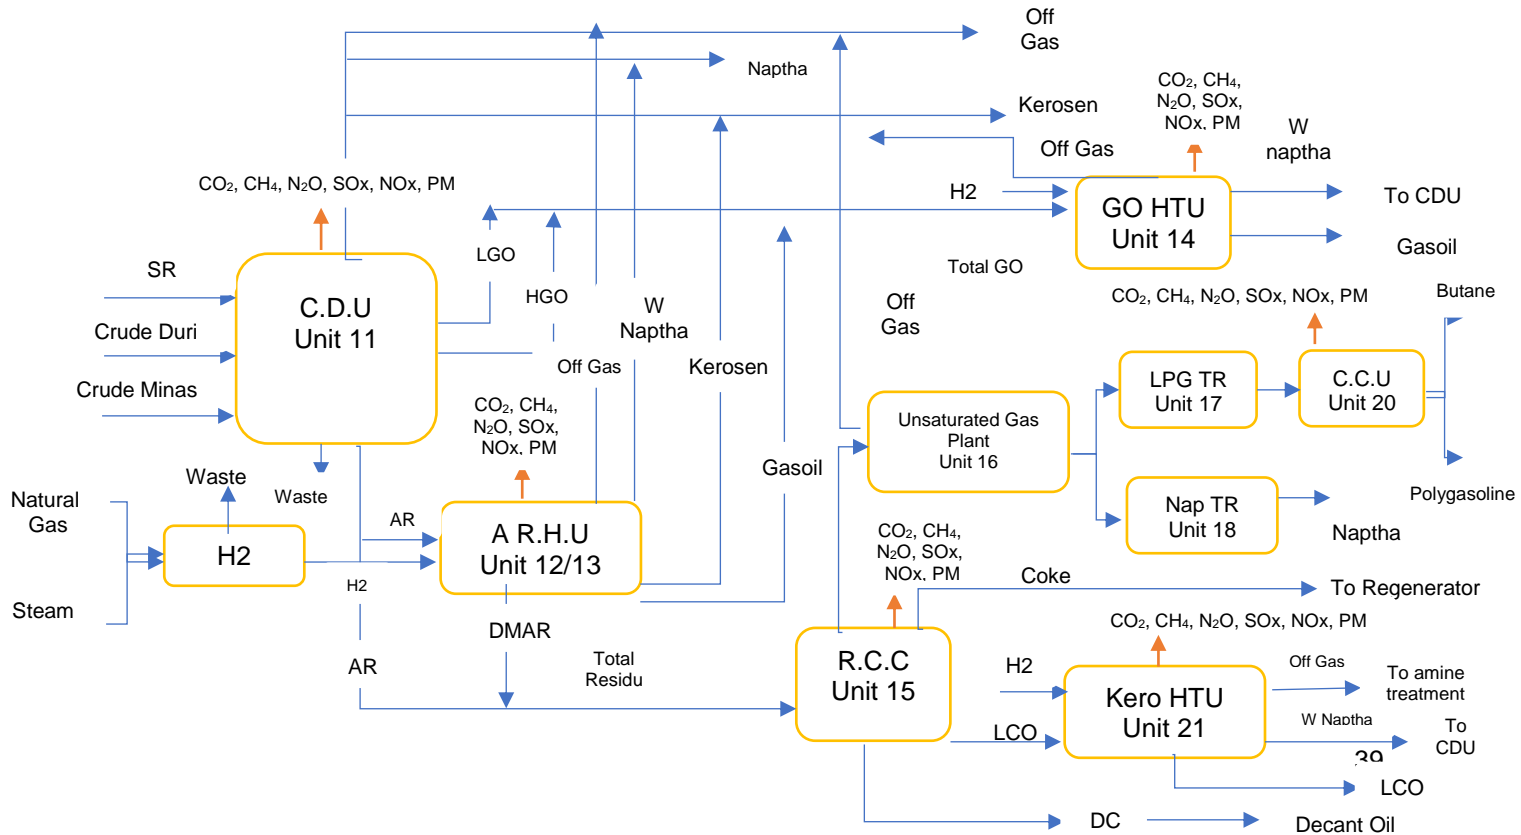 Off
Gas
Naptha
CO₂, CH₄,
N₂O, SOx,
NOx, PM
Kerosen
W
naptha
Off Gas
CO₂, CH₄, N₂O, SOx, NOx, PM
H2
To CDU
GO HTU
Unit 14
Gasoil
SR
LGO
Total GO
C.D.U
Unit 11
HGO
W
Naptha
Off
Gas
CO₂, CH₄, N₂O, SOx, NOx, PM
Butane
Crude Duri
Off Gas
Kerosen
LPG TR
Unit 17
C.C.U
Unit 20
Crude Minas
CO₂, CH₄,
N₂O, SOx,
NOx, PM
Unsaturated Gas
Plant
Unit 16
Gasoil
Waste
Waste
Natural
Gas
Polygasoline
Nap TR
Unit 18
Naptha
AR
A R.H.U
Unit 12/13
H2
H2
CO₂, CH₄,
N₂O, SOx,
NOx, PM
Coke
To Regenerator
Steam
DMAR
CO₂, CH₄, N₂O, SOx, NOx, PM
AR
Total
Residu
R.C.C
Unit 15
H2
Off Gas
To amine
treatment
Kero HTU
Unit 21
LCO
W Naptha
To
CDU
39
LCO
DC
Decant Oil